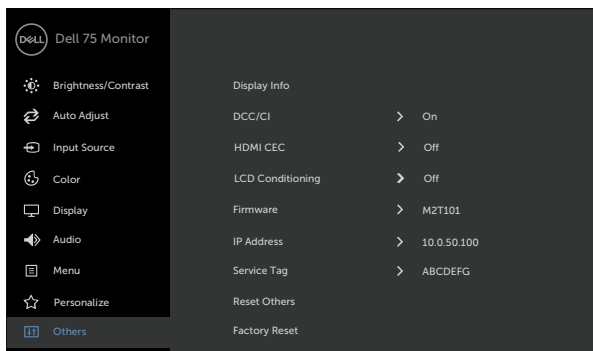 DELL
Dell 75 Monitor
Brightness/Contrast
Auto Adjust
Input Source
Color
Display
Audio
Menu
Personalize
Others
Display Info
DCC/CI > On
HDMI CEC > Off
LCD Conditioning > Off
Firmware > M2T101
IP Address > 10.0.50.100
Service Tag > ABCDEFG
Reset Others
Factory Reset